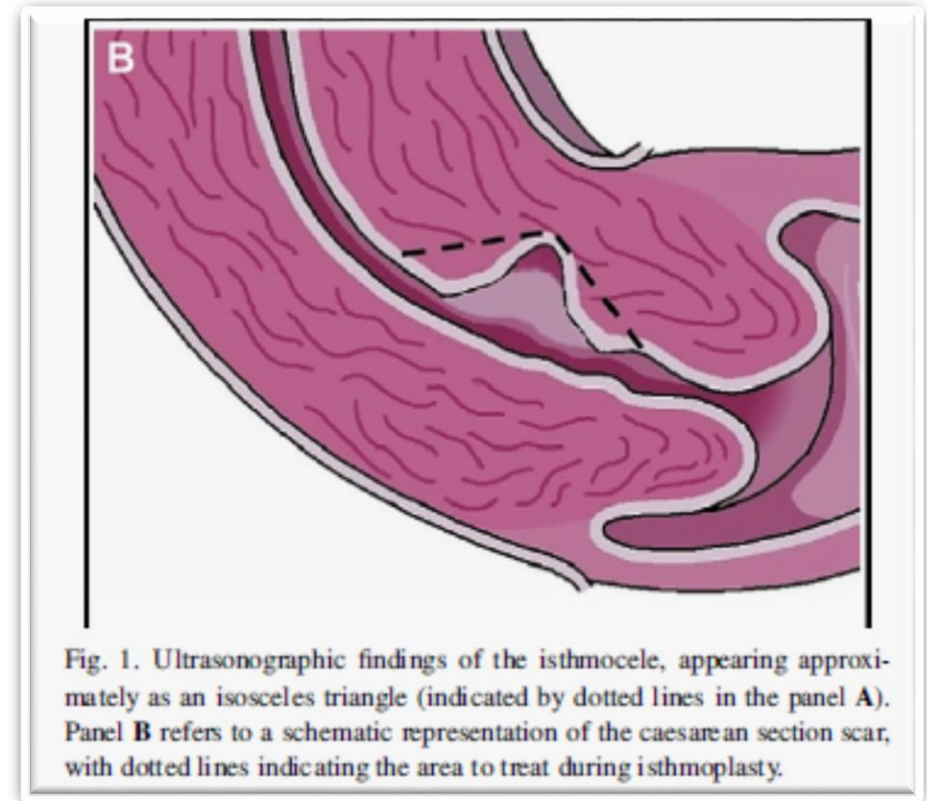 B
Fig. 1. Ultrasonographic findings of the isthmocele, appearing approxi-
mately as an isosceles triangle (indicated by dotted lines in the panel A).
Panel B refers to a schematic representation of the caesarean section scar,
with dotted lines indicating the area to treat during isthmoplasty.